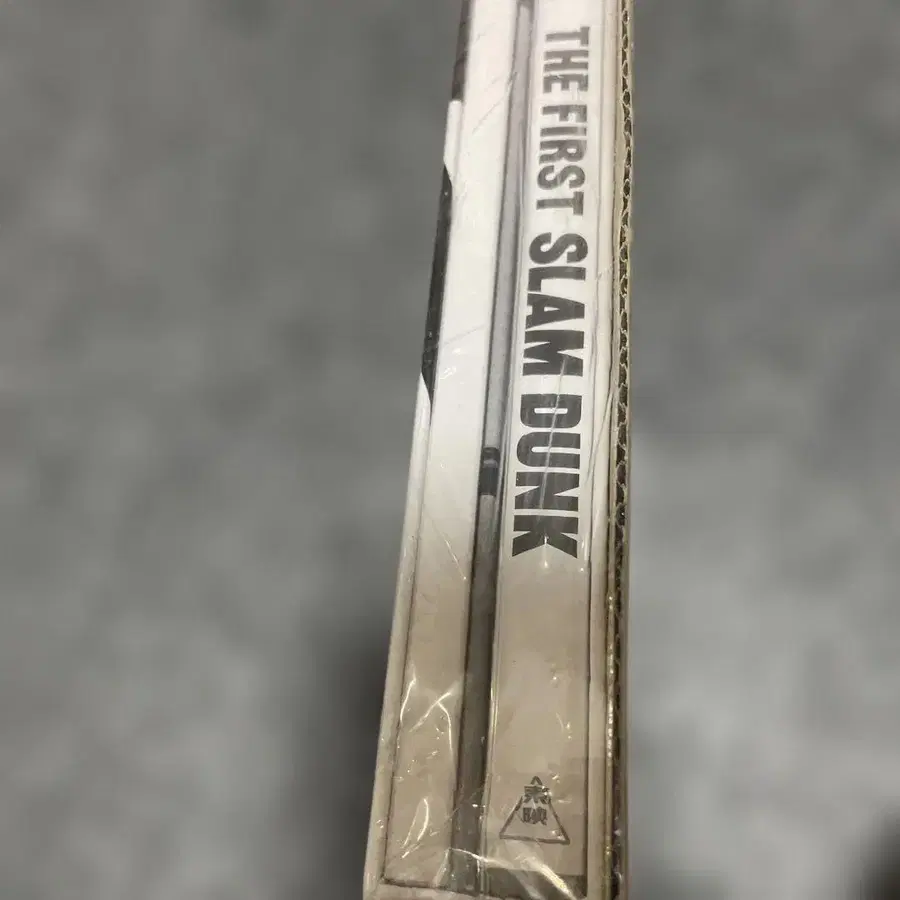 THE FiRST SLAM DUNK
東映